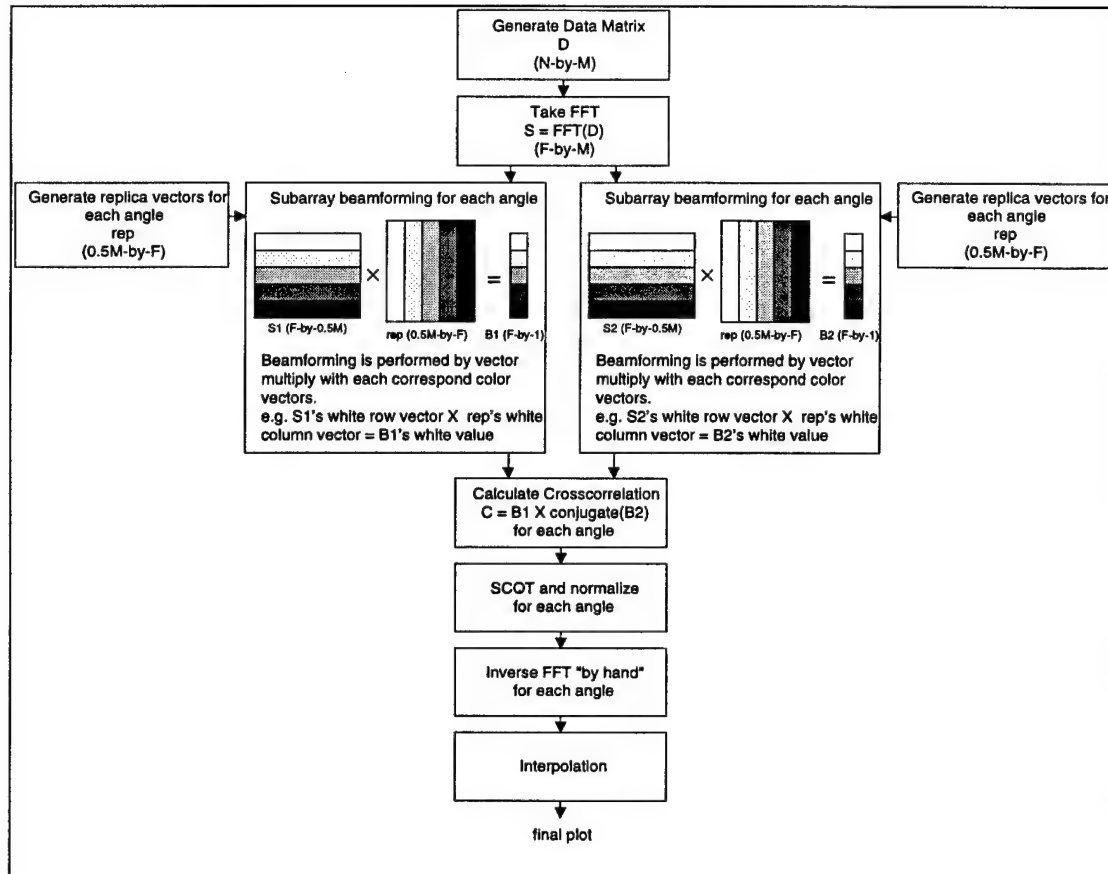 Generate Data Matrix
D
(N-by-M)
Take FFT
S = FFT(D)
(F-by-M)
Generate replica vectors for
each angle
rep
(0.5M-by-F)
Subarray beamforming for each angle
×
=
S1 (F-by-0.5M)
rep (0.5M-by-F)
B1 (F-by-1)
Beamforming is performed by vector
multiply with each correspond color
vectors.
e.g. S1's white row vector X rep's white
column vector = B1's white value
Subarray beamforming for each angle
×
=
S2 (F-by-0.5M)
rep (0.5M-by-F)
B2 (F-by-1)
Beamforming is performed by vector
multiply with each correspond color
vectors.
e.g. S2's white row vector X rep's white
column vector = B2's white value
Generate replica vectors for
each angle
rep
(0.5M-by-F)
Calculate Crosscorrelation
C = B1 X conjugate(B2)
for each angle
SCOT and normalize
for each angle
Inverse FFT "by hand"
for each angle
Interpolation
final plot